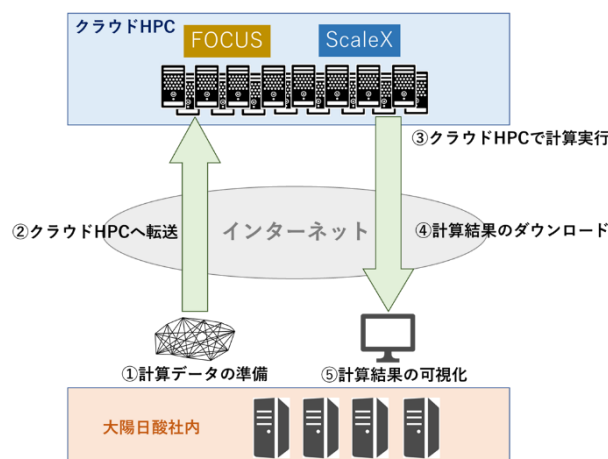 クラウドHPC
FOCUS
ScaleX
③クラウドHPCで計算実行
②クラウドHPCへ転送
インターネット
④計算結果のダウンロード
①計算データの準備
⑤計算結果の可視化
大陽日酸社内